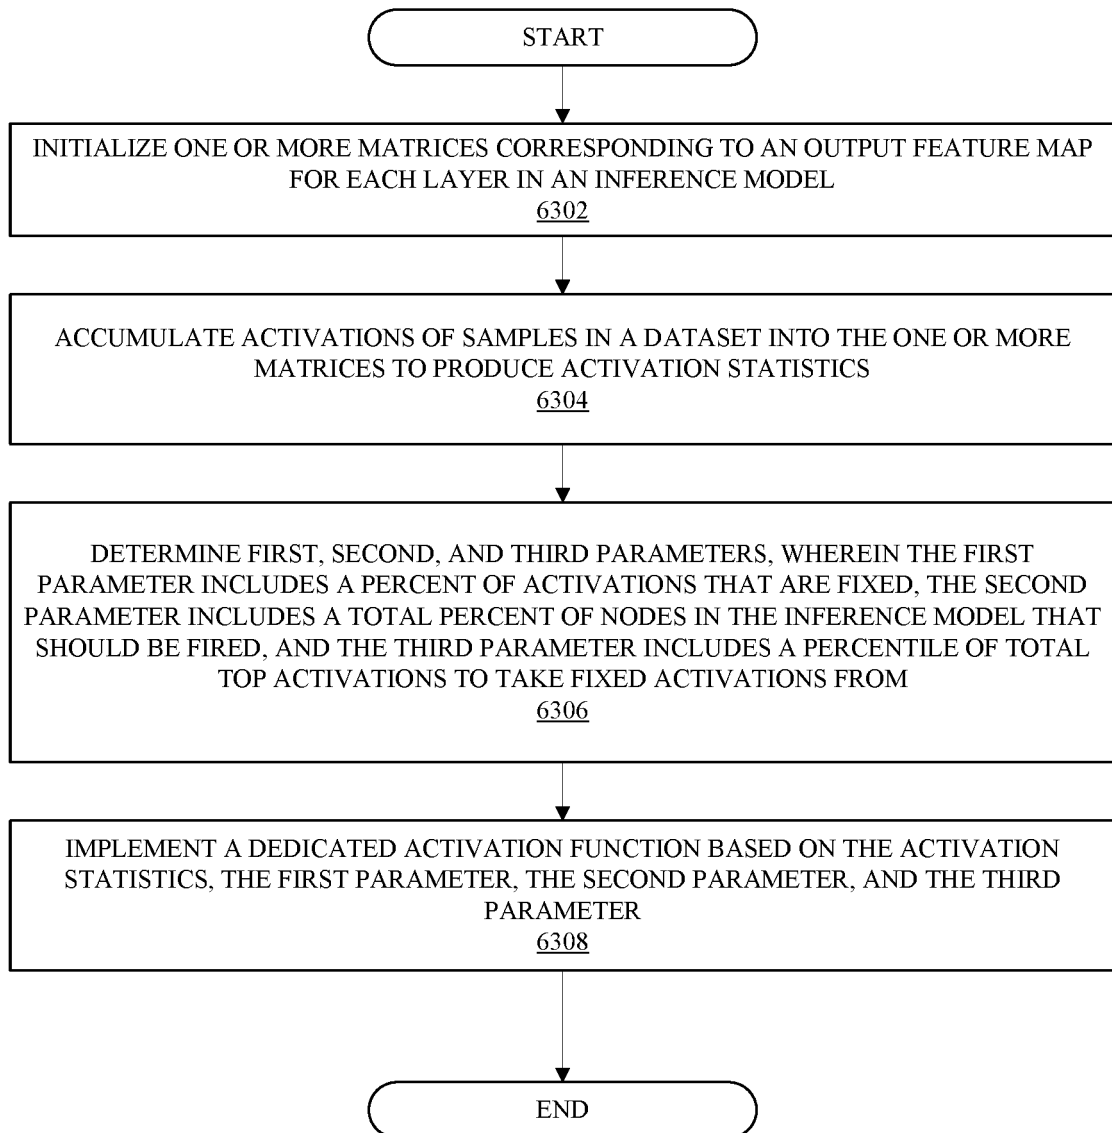 START
INITIALIZE ONE OR MORE MATRICES CORRESPONDING TO AN OUTPUT FEATURE MAP
FOR EACH LAYER IN AN INFERENCE MODEL
6302
ACCUMULATE ACTIVATIONS OF SAMPLES IN A DATASET INTO THE ONE OR MORE
MATRICES TO PRODUCE ACTIVATION STATISTICS
6304
DETERMINE FIRST, SECOND, AND THIRD PARAMETERS, WHEREIN THE FIRST
PARAMETER INCLUDES A PERCENT OF ACTIVATIONS THAT ARE FIXED, THE SECOND
PARAMETER INCLUDES A TOTAL PERCENT OF NODES IN THE INFERENCE MODEL THAT
SHOULD BE FIRED, AND THE THIRD PARAMETER INCLUDES A PERCENTILE OF TOTAL
TOP ACTIVATIONS TO TAKE FIXED ACTIVATIONS FROM
6306
IMPLEMENT A DEDICATED ACTIVATION FUNCTION BASED ON THE ACTIVATION
STATISTICS, THE FIRST PARAMETER, THE SECOND PARAMETER, AND THE THIRD
PARAMETER
6308
END